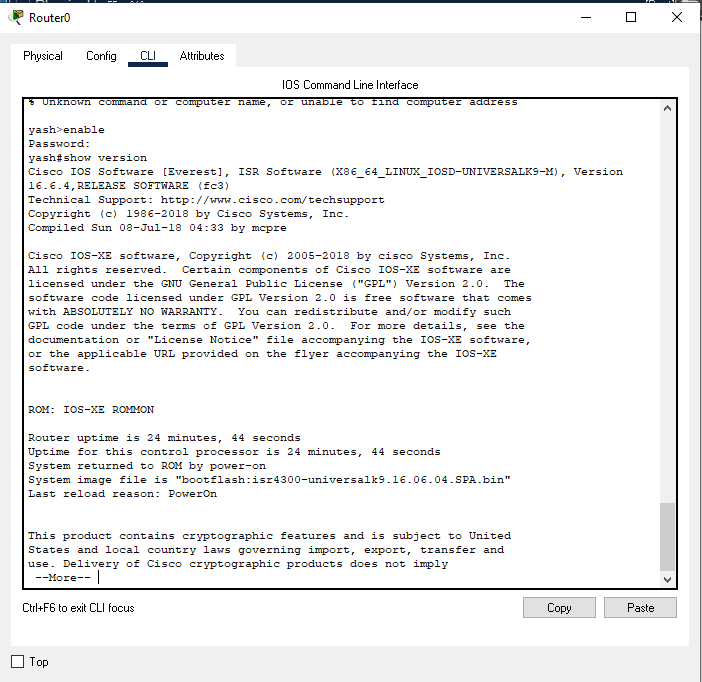 Router0
Physical Config CLI Attributes
IOS Command Line Interface
% Unknown command or computer name, or unable to find computer address
yash>enable
Password:
yash#show version
Cisco IOS Software [Everest], ISR Software (X86_64_LINUX_IOSD-UNIVERSALK9-M), Version
16.6.4,RELEASE SOFTWARE (fc3)
Technical Support: http://www.cisco.com/techsupport
Copyright (c) 1986-2018 by Cisco Systems, Inc.
Compiled Sun 08-Jul-18 04:33 by mcpre
Cisco IOS-XE software, Copyright (c) 2005-2018 by cisco Systems, Inc.
All rights reserved.  Certain components of Cisco IOS-XE software are
licensed under the GNU General Public License ("GPL") Version 2.0.  The
software code licensed under GPL Version 2.0 is free software that comes
with ABSOLUTELY NO WARRANTY.  You can redistribute and/or modify such
GPL code under the terms of GPL Version 2.0.  For more details, see the
documentation or "License Notice" file accompanying the IOS-XE software,
or the applicable URL provided on the flyer accompanying the IOS-XE
software.
ROM: IOS-XE ROMMON
Router uptime is 24 minutes, 44 seconds
Uptime for this control processor is 24 minutes, 44 seconds
System returned to ROM by power-on
System image file is "bootflash:isr4300-universalk9.16.06.04.SPA.bin"
Last reload reason: PowerOn
This product contains cryptographic features and is subject to United
States and local country laws governing import, export, transfer and
use. Delivery of Cisco cryptographic products does not imply
--More--
Ctrl+F6 to exit CLI focus
Copy Paste
Top